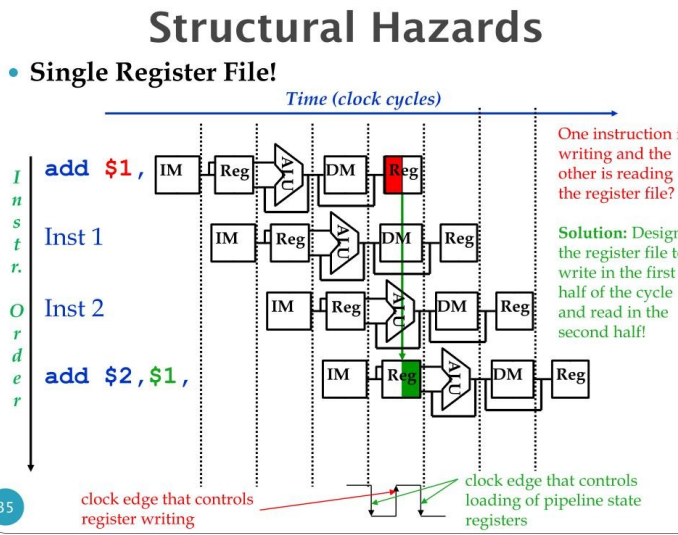 Structural Hazards
• Single Register File!
Time (clock cycles)
Instr. Order
add $1,
IM
Reg
ALU
DM
Reg
Inst 1
IM
Reg
ALU
DM
Reg
Inst 2
IM
Reg
ALU
DM
Reg
add $2,$1,
IM
Reg
ALU
DM
Reg
One instruction i
writing and the
other is reading
the register file?
Solution: Design
the register file to
write in the first
half of the cycle
and read in the
second half!
clock edge that controls
register writing
clock edge that controls
loading of pipeline state
registers
35